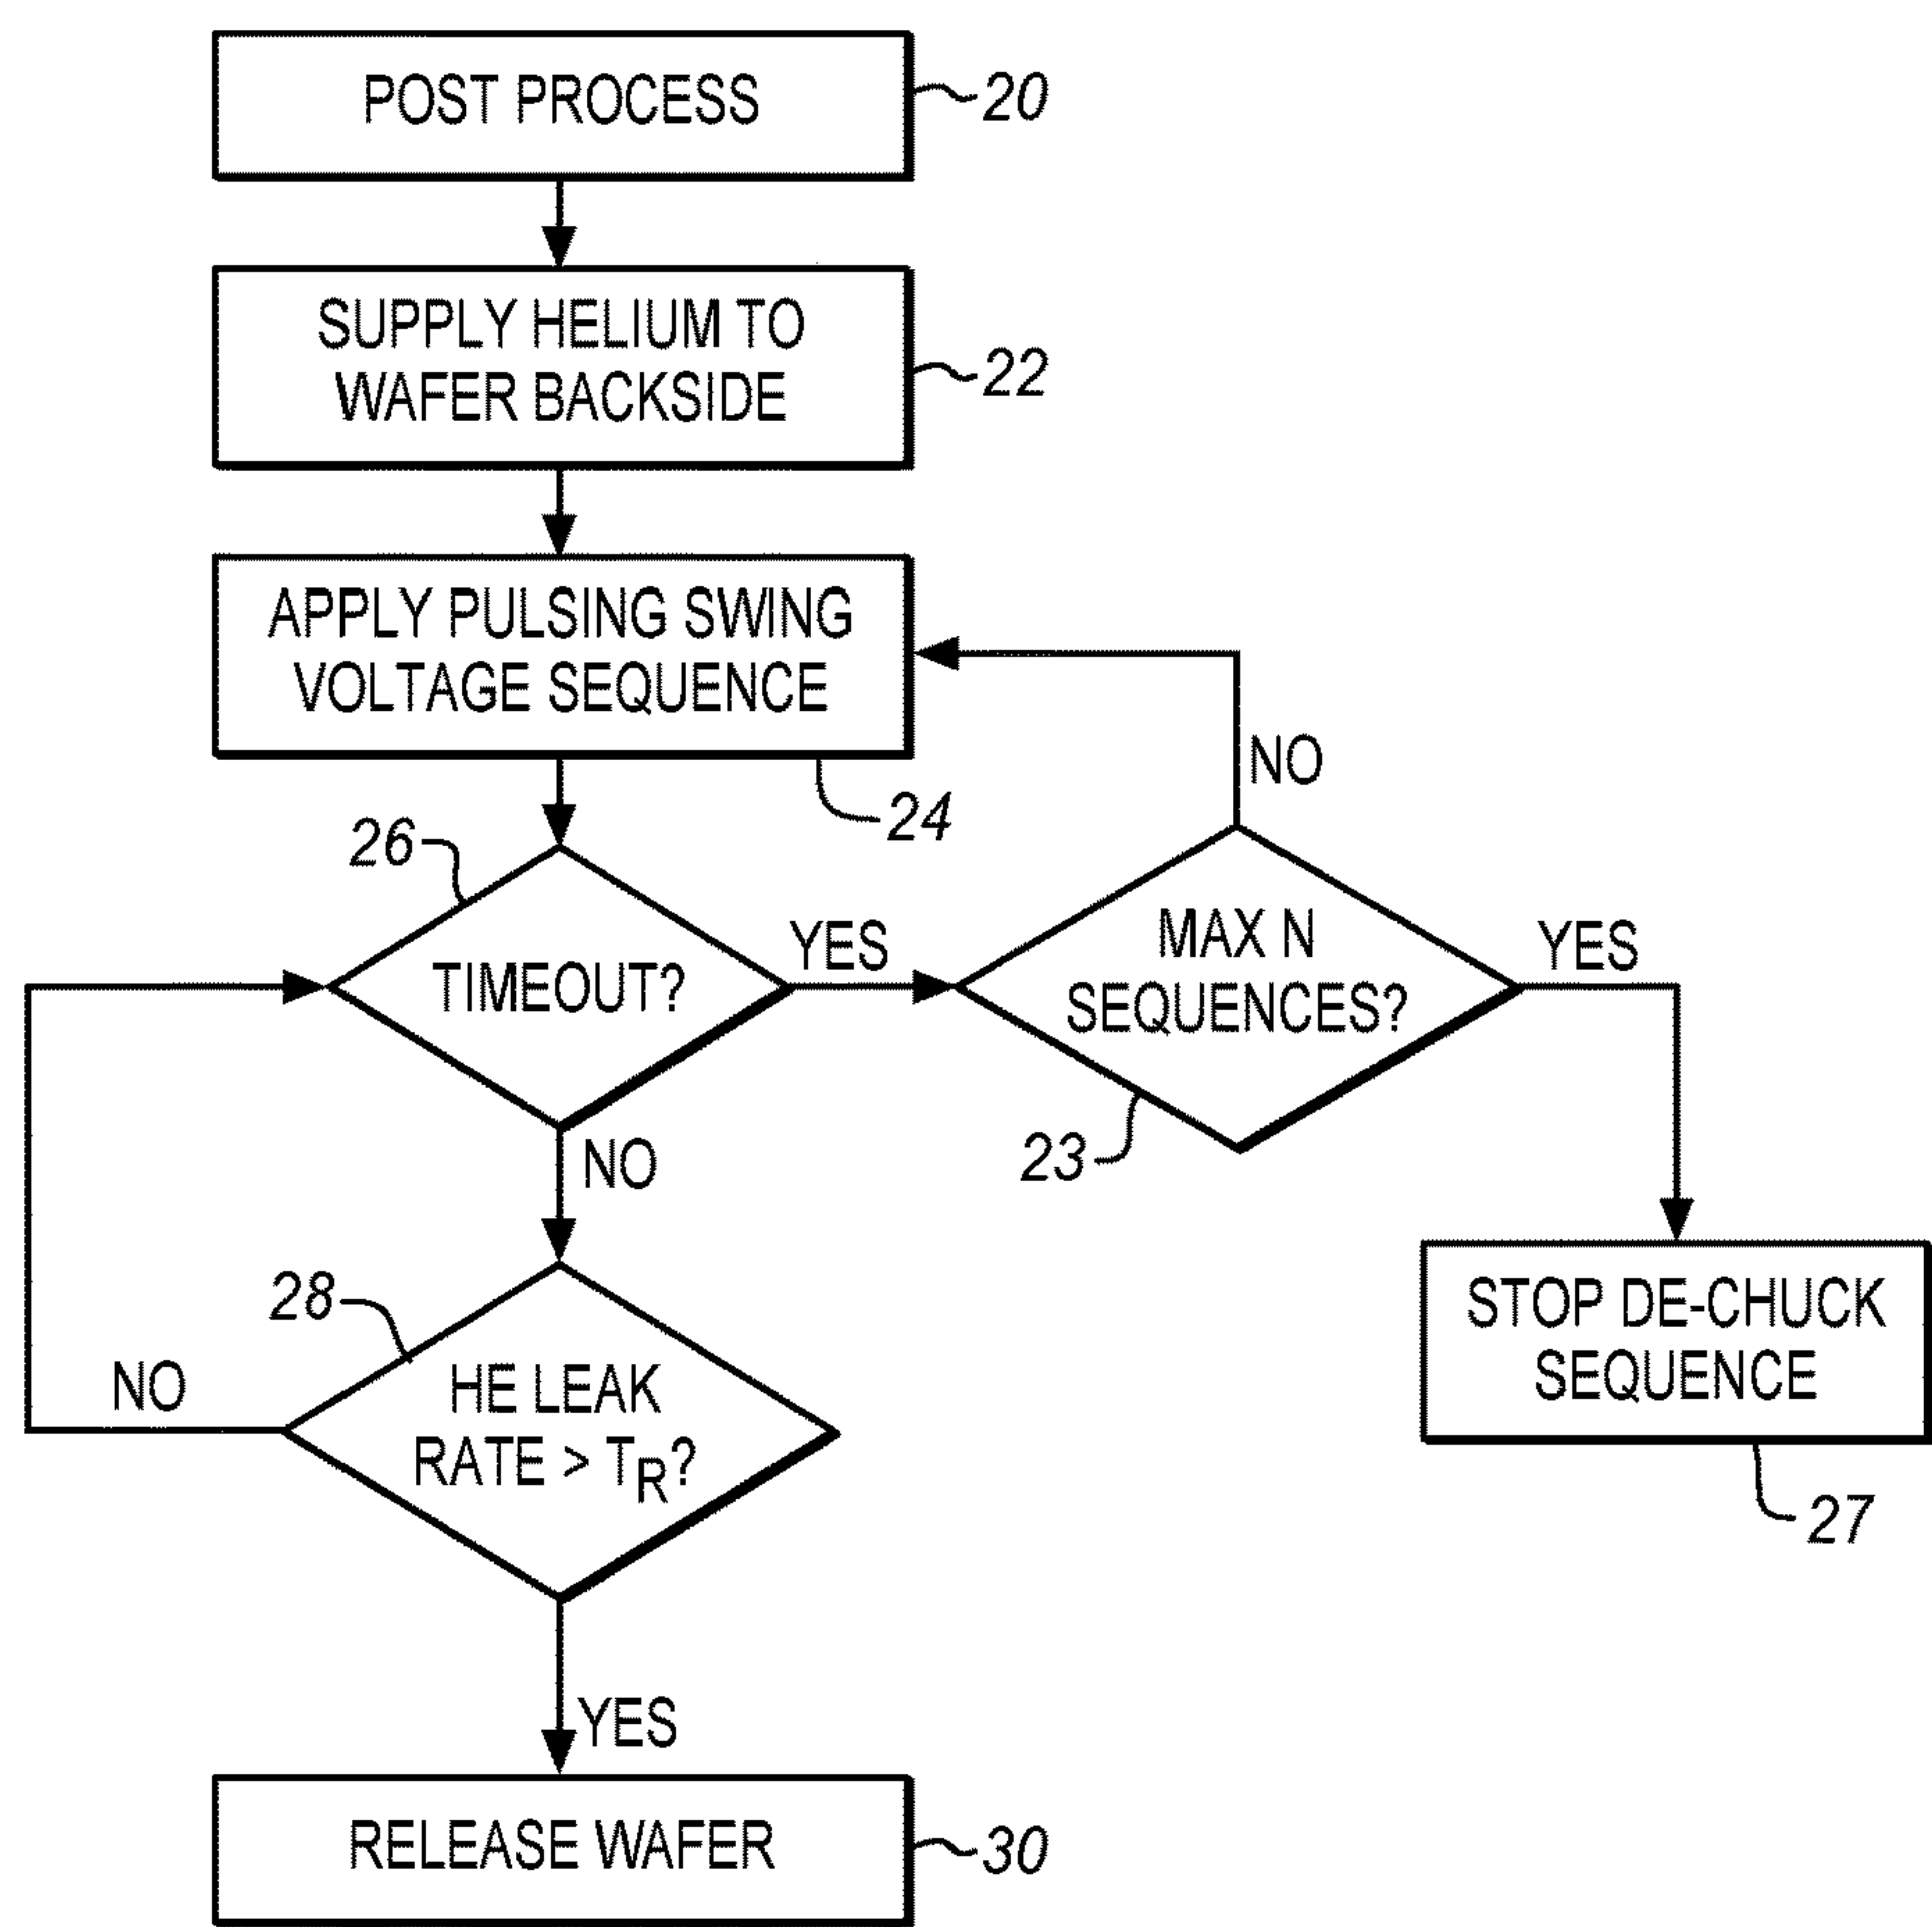 POST PROCESS
20
SUPPLY HELIUM TO
WAFER BACKSIDE
22
APPLY PULSING SWING
VOLTAGE SEQUENCE
24
NO
26
TIMEOUT?
YES
MAX N
SEQUENCES?
YES
23
NO
28
HE LEAK
RATE > TR?
NO
STOP DE-CHUCK
SEQUENCE
27
YES
RELEASE WAFER
30